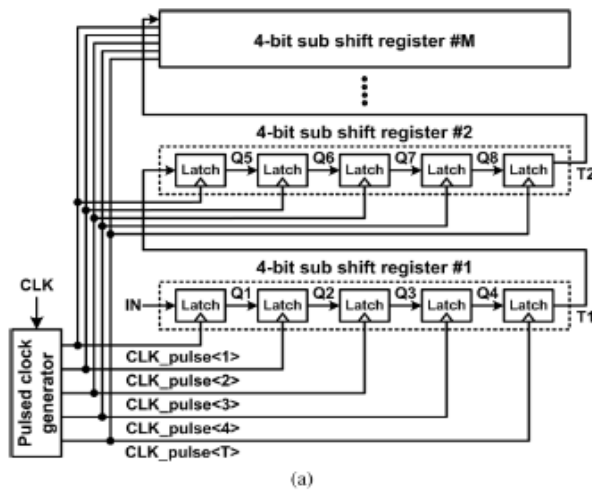 4-bit sub shift register #M
4-bit sub shift register #2
Latch Q5 Latch Q6 Latch Q7 Latch Q8 Latch
T2
4-bit sub shift register #1
CLK
IN Latch Q1 Latch Q2 Latch Q3 Latch Q4 Latch
T1
Pulsed clock
generator
CLK_pulse<1>
CLK_pulse<2>
CLK_pulse<3>
CLK_pulse<4>
CLK_pulse<T>
(a)